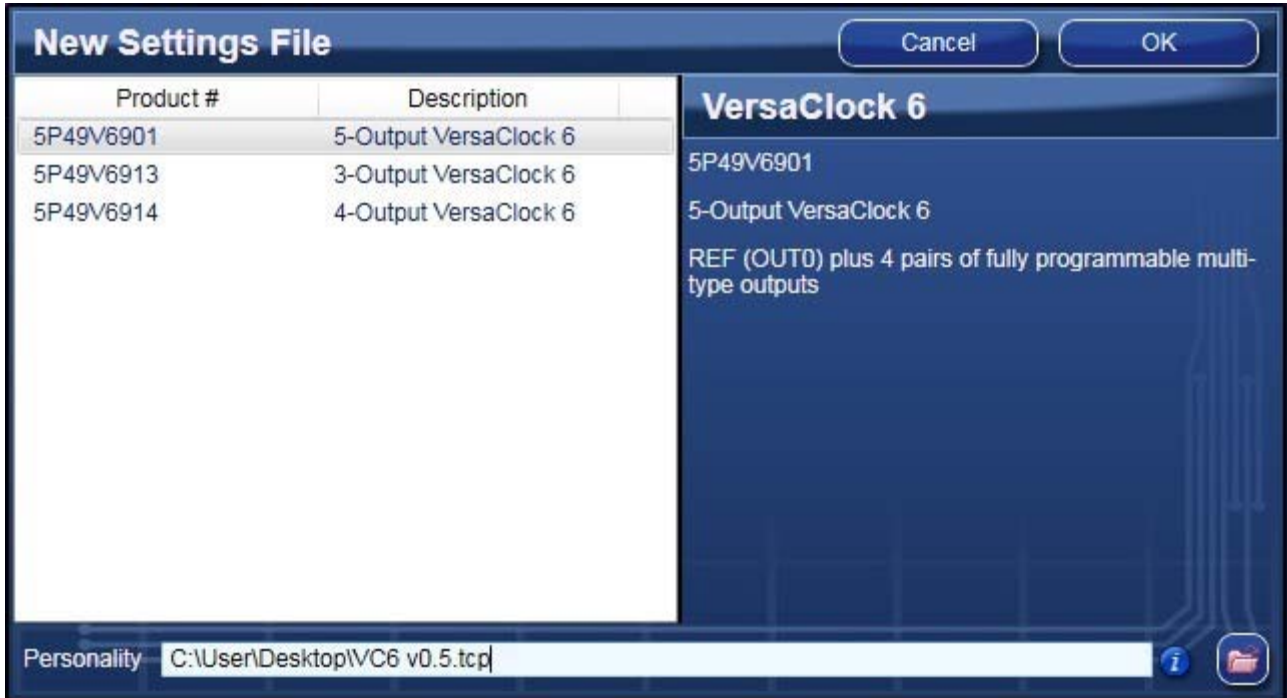 New Settings File
Cancel
OK
Product #
Description
5P49V6901
5-Output VersaClock 6
5P49V6913
3-Output VersaClock 6
5P49V6914
4-Output VersaClock 6
VersaClock 6
5P49V6901
5-Output VersaClock 6
REF (OUT0) plus 4 pairs of fully programmable multi-
type outputs
Personality
C:\User\Desktop\VC6 v0.5.tcp
i